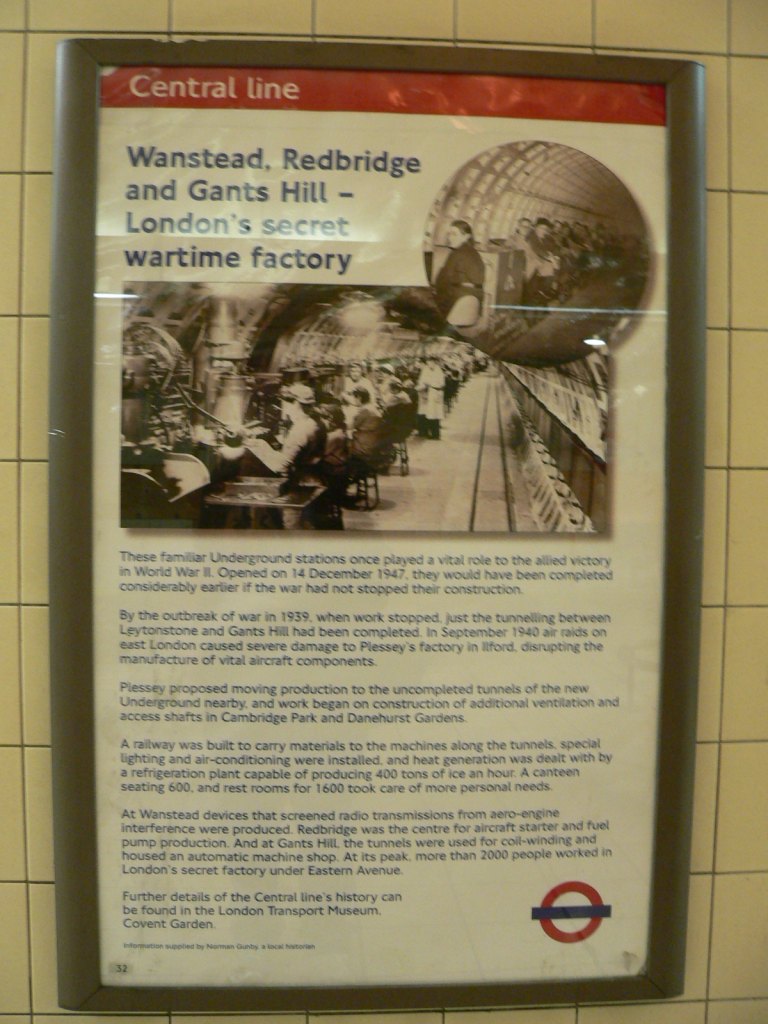 Central line
Wanstead, Redbridge
and Gants Hill –
London's secret
wartime factory
These familiar Underground stations once played a vital role to the allied victory
in World War II. Opened on 14 December 1947, they would have been completed
considerably earlier if the war had not stopped their construction.
By the outbreak of war in 1939, when work stopped, just the tunnelling between
Leytonstone and Gants Hill had been completed. In September 1940 air raids on
east London caused severe damage to Plessey's factory in Ilford, disrupting the
manufacture of vital aircraft components.
Plessey proposed moving production to the uncompleted tunnels of the new
Underground nearby, and work began on construction of additional ventilation and
access shafts in Cambridge Park and Danehurst Gardens.
A railway was built to carry materials to the machines along the tunnels, special
lighting and air-conditioning were installed, and heat generation was dealt with by
a refrigeration plant capable of producing 400 tons of ice an hour. A canteen
seating 600, and rest rooms for 1600 took care of more personal needs.
At Wanstead devices that screened radio transmissions from aero-engine
interference were produced. Redbridge was the centre for aircraft starter and fuel
pump production. And at Gants Hill, the tunnels were used for coil-winding and
housed an automatic machine shop. At its peak, more than 2000 people worked in
London's secret factory under Eastern Avenue.
Further details of the Central line's history can
be found in the London Transport Museum,
Covent Garden.
Information supplied by Norman Gunby, a local historian
32